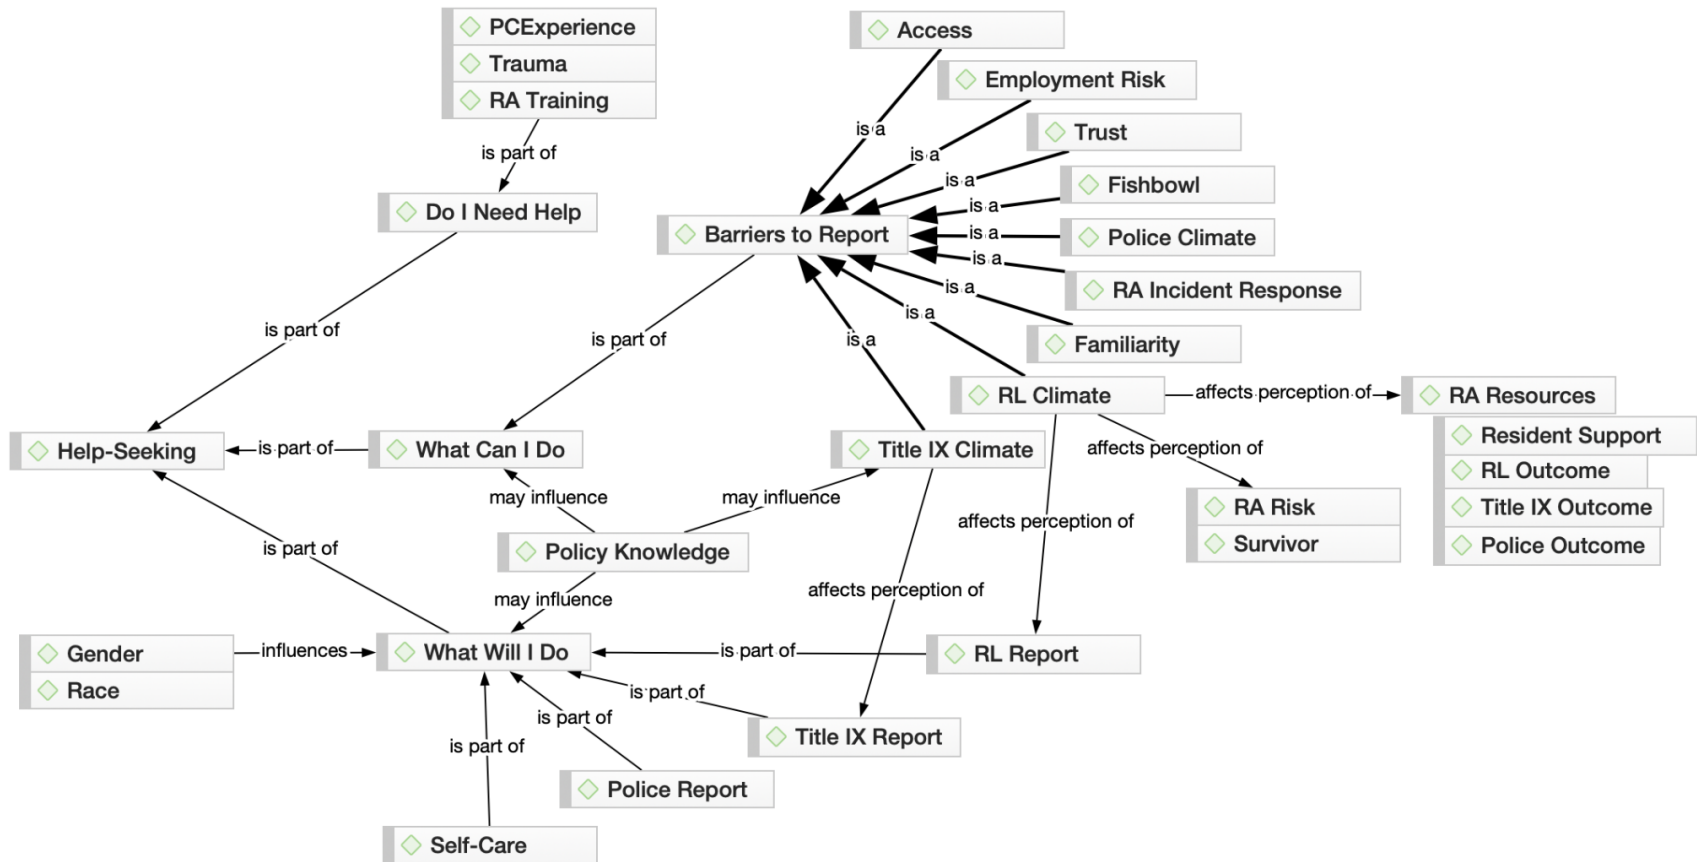 PCExperience
Trauma
RA Training
is part of
Do I Need Help
Access
Employment Risk
Trust
Fishbowl
Police Climate
RA Incident Response
Familiarity
RL Climate
Title IX Climate
is a
is a
is a
is a
is a
is a
is a
is a
is a
Barriers to Report
is part of
is part of
Help-Seeking
is part of
What Can I Do
may influence
may influence
Policy Knowledge
may influence
is part of
affects perception of
RA Resources
Resident Support
RL Outcome
Title IX Outcome
Police Outcome
affects perception of
RA Risk
Survivor
affects perception of
affects perception of
Gender
Race
influences
What Will I Do
is part of
RL Report
is part of
Title IX Report
is part of
Police Report
is part of
Self-Care